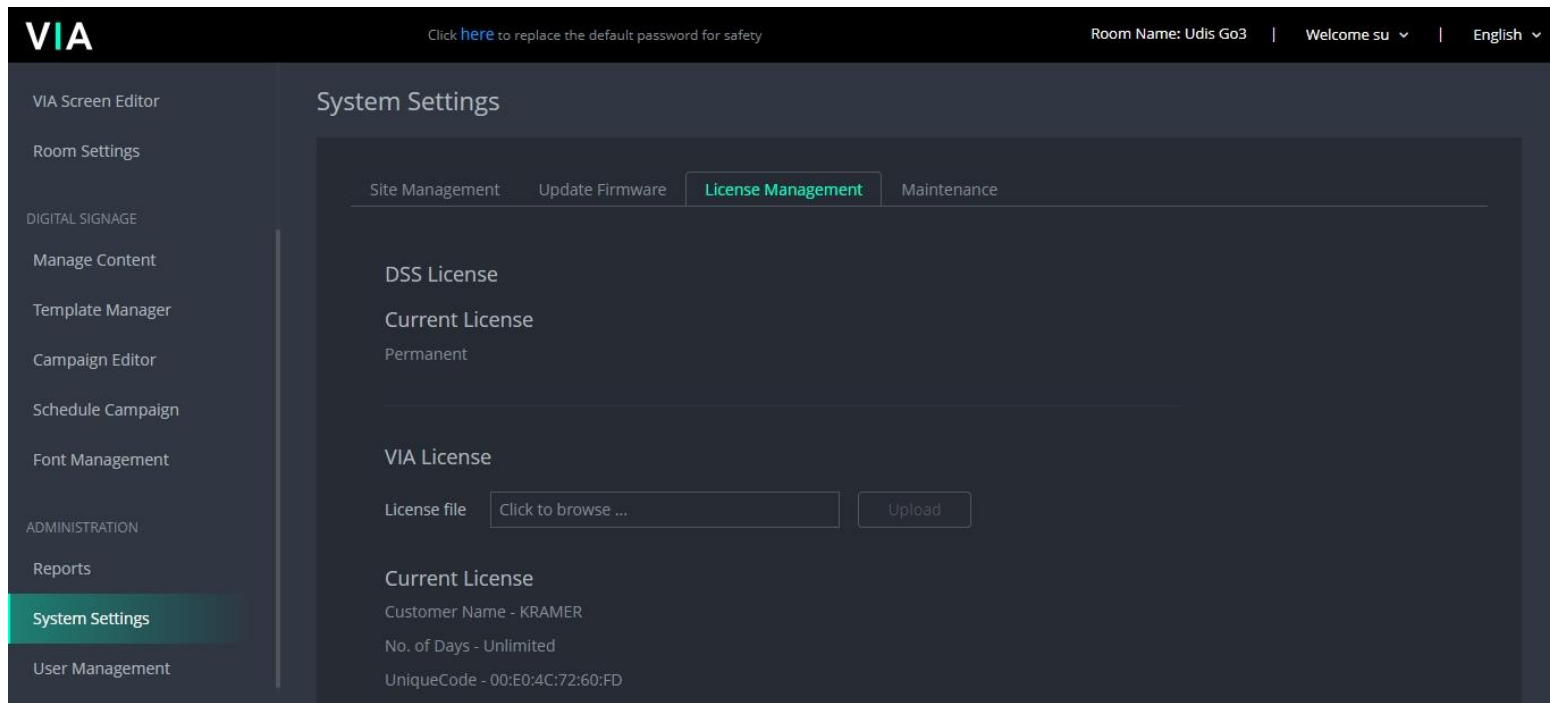 VIA
Click here to replace the default password for safety
Room Name: Udis Go3 | Welcome su | English
VIA Screen Editor
Room Settings
DIGITAL SIGNAGE
Manage Content
Template Manager
Campaign Editor
Schedule Campaign
Font Management
ADMINISTRATION
Reports
System Settings
User Management
System Settings
Site Management Update Firmware License Management Maintenance
DSS License
Current License
Permanent
VIA License
License file Click to browse ... Upload
Current License
Customer Name - KRAMER
No. of Days - Unlimited
UniqueCode - 00:E0:4C:72:60:FD